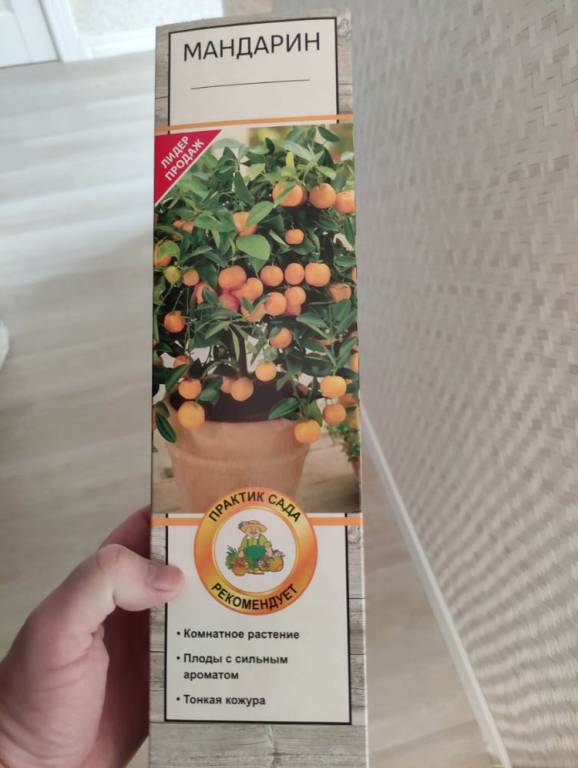 МАНДАРИН
ЛИДЕР
ПРОДАЖ
ПРАКТИК САДА
РЕКОМЕНДУЕТ
• Комнатное растение
• Плоды с сильным
ароматом
• Тонкая кожура